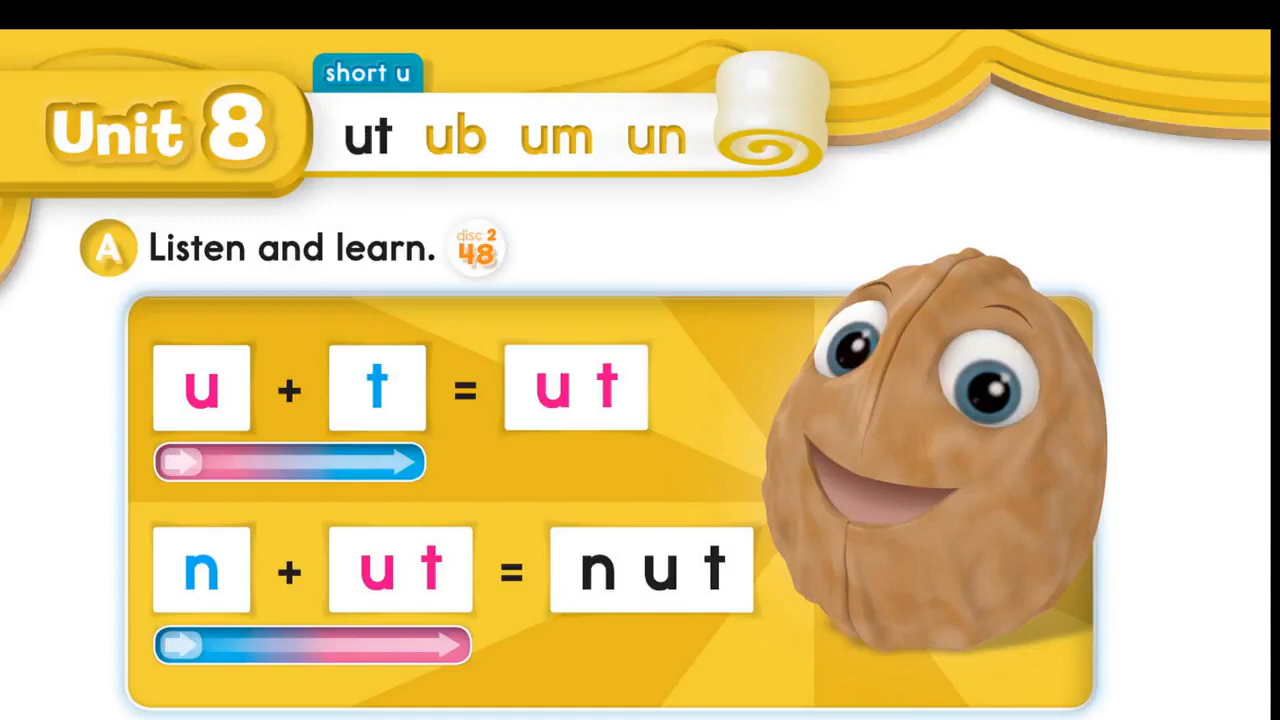 short u
Unit 8
ut ub um un
A Listen and learn. disc 2 48
u + t = u t
n + u t = n u t